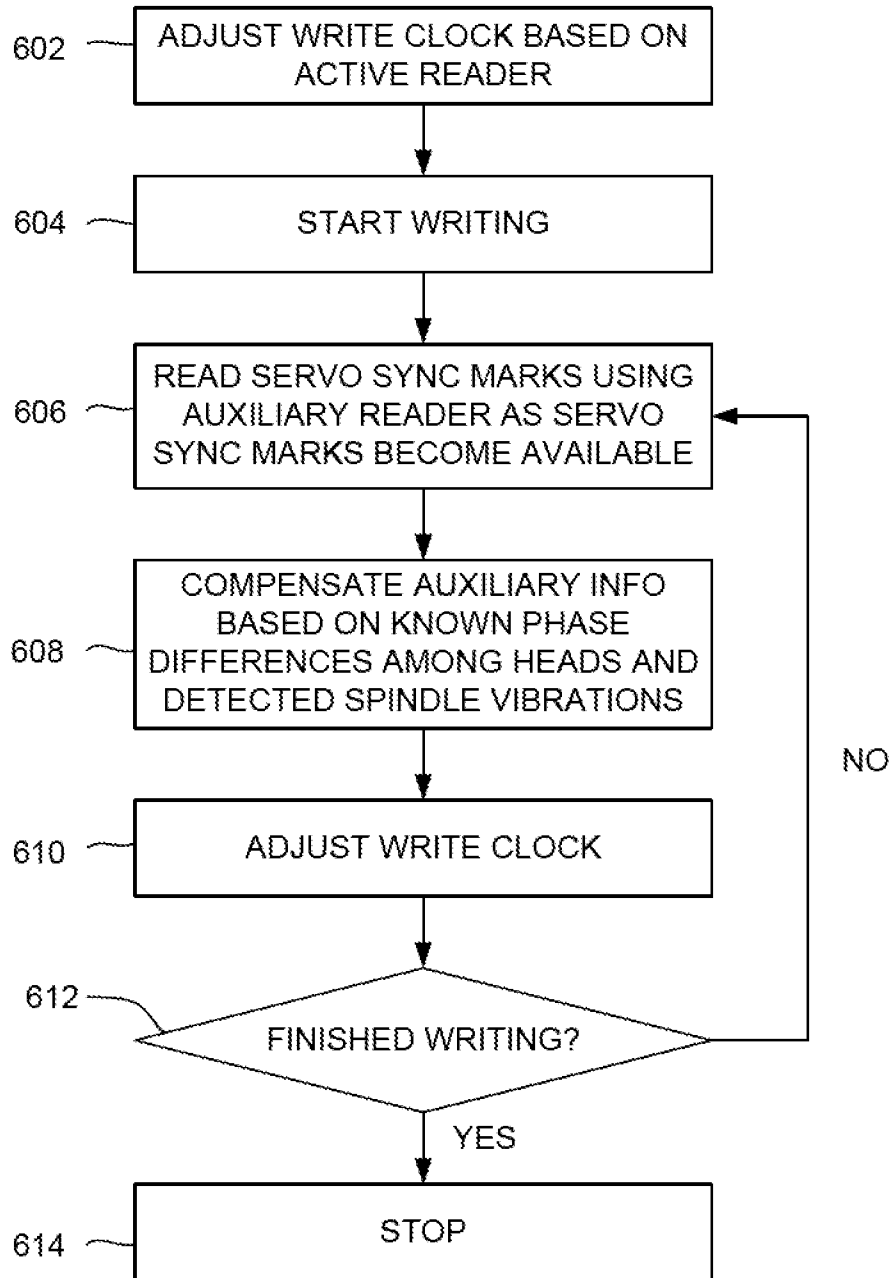 602
ADJUST WRITE CLOCK BASED ON
ACTIVE READER
604
START WRITING
606
READ SERVO SYNC MARKS USING
AUXILIARY READER AS SERVO
SYNC MARKS BECOME AVAILABLE
608
COMPENSATE AUXILIARY INFO
BASED ON KNOWN PHASE
DIFFERENCES AMONG HEADS AND
DETECTED SPINDLE VIBRATIONS
NO
610
ADJUST WRITE CLOCK
612
FINISHED WRITING?
YES
614
STOP